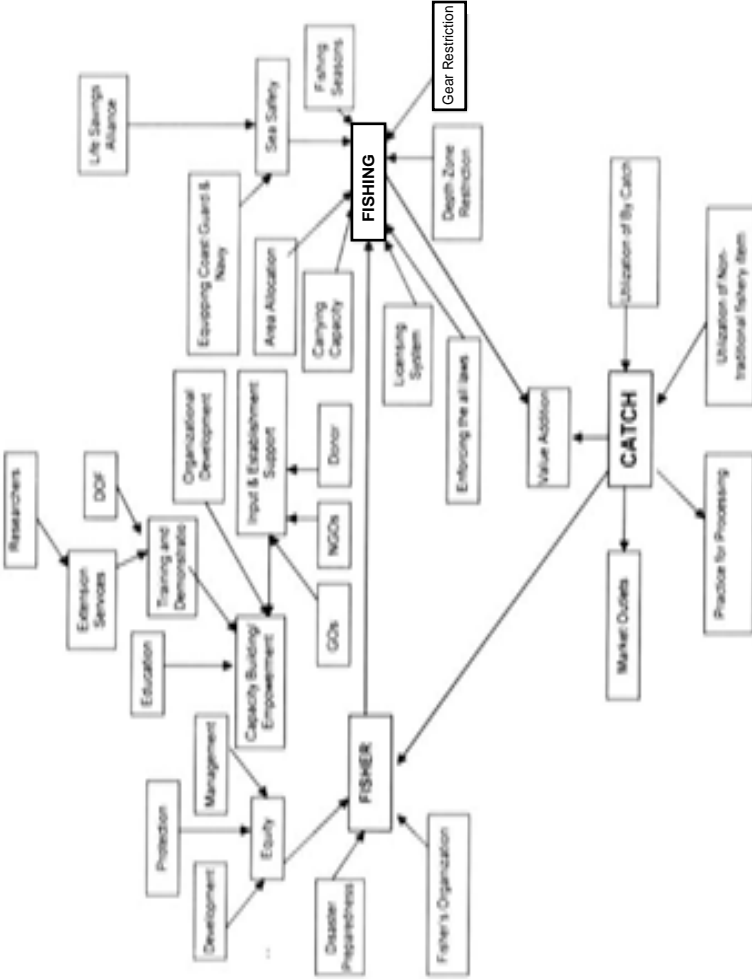 Researchers
DOF
Extension
Services
Training and
Demonstratio
Education
Organizational
Development
Capacity Building/
Empowerment
Input & Establishment
Support
GOs
NGOs
Donor
Protection
Management
Development
Equity
Disaster
Preparedness
FISHER
Fisher's Organization
Life Savings
Alliance
Equipping Coast Guard &
Navy
Sea Safety
Fishing
Seasons
Area Allocation
Carrying
Capacity
FISHING
Gear Restriction
Depth Zone
Restriction
Licensing
System
Enforcing the all laws
Value Addition
CATCH
Utilization of By Catch
Utilization of Non-
traditional fishery item
Market Outlets
Practice for Processing